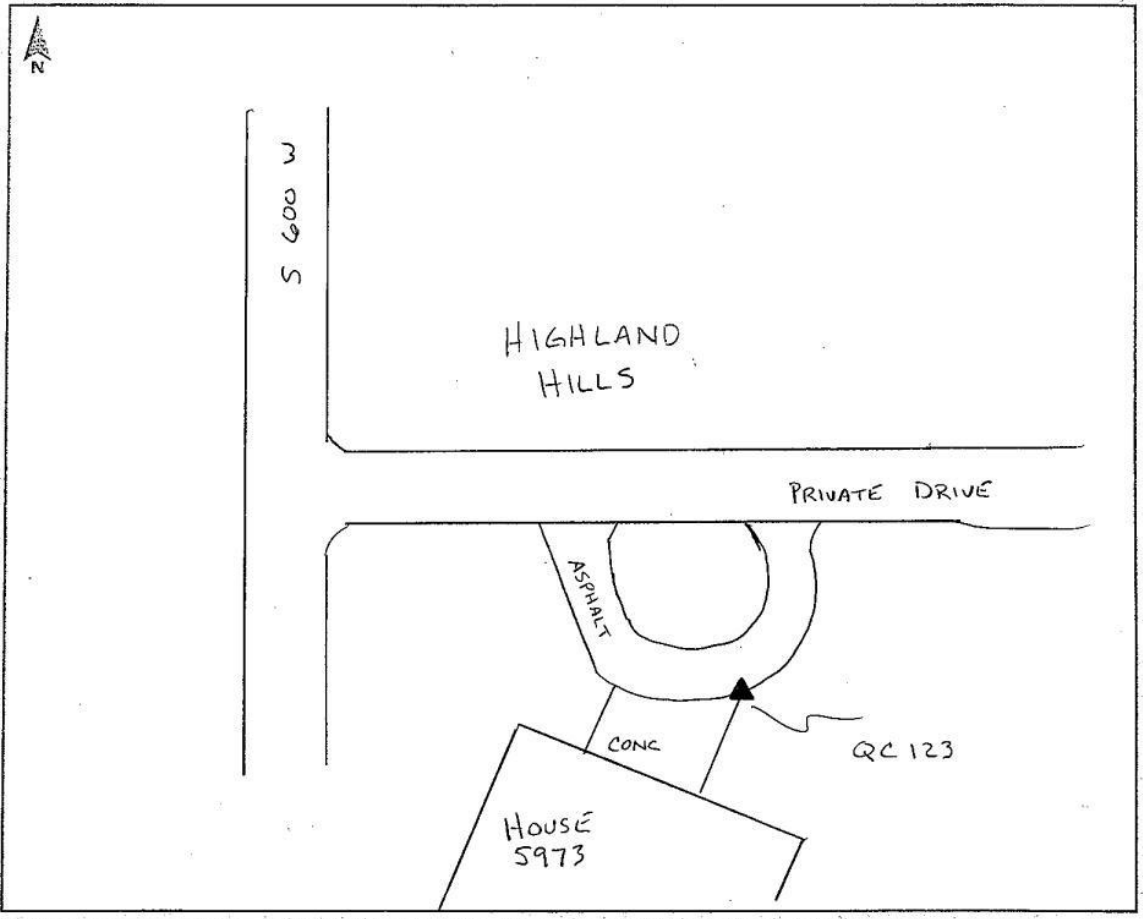 N
S 600 W
HIGHLAND
HILLS
PRIVATE DRIVE
ASPHALT
CONC
QC 123
HOUSE
5973